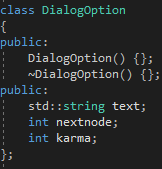 class DialogOption
{
public:
    DialogOption() {};
    ~DialogOption() {};
public:
    std::string text;
    int nextnode;
    int karma;
};